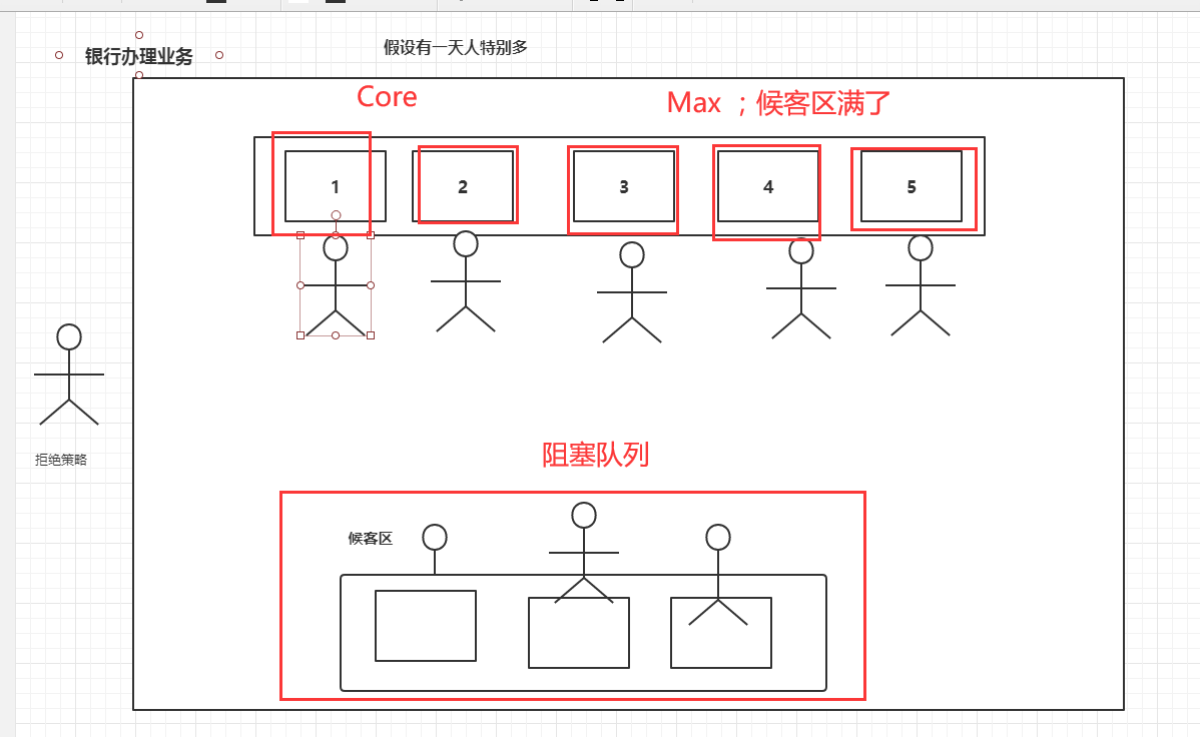 假设有一天人特别多
银行办理业务
Core
Max ；候客区满了
1
2
3
4
5
拒绝策略
阻塞队列
候客区